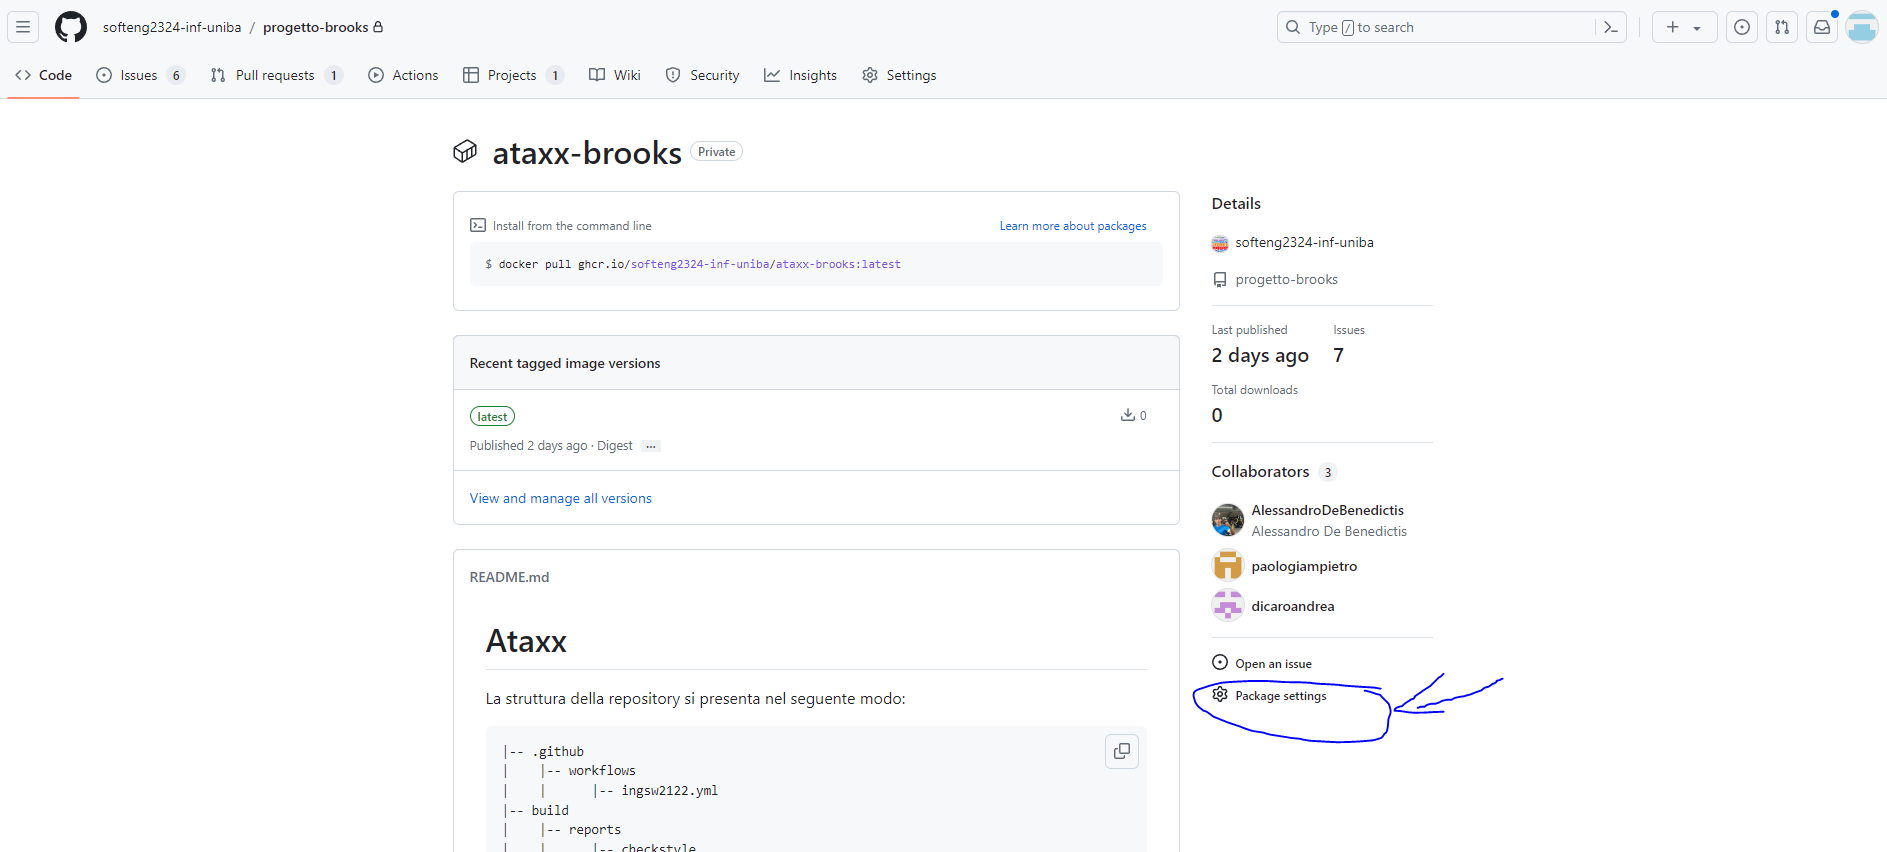 softeng2324-inf-uniba / progetto-brooks
Type / to search
Code
Issues 6
Pull requests 1
Actions
Projects 1
Wiki
Security
Insights
Settings
ataxx-brooks Private
Install from the command line
Learn more about packages
$ docker pull ghcr.io/softeng2324-inf-uniba/ataxx-brooks:latest
Recent tagged image versions
latest
0
Published 2 days ago · Digest ...
View and manage all versions
README.md
Ataxx
La struttura della repository si presenta nel seguente modo:
|-- .github
|   |-- workflows
|   |   |-- ingsw2122.yml
|-- build
|   |-- reports
|   |   |-- checkstyle
Details
softeng2324-inf-uniba
progetto-brooks
Last published
2 days ago
Issues
7
Total downloads
0
Collaborators 3
AlessandroDeBenedictis
Alessandro De Benedictis
paologiampietro
dicaroandrea
Open an issue
Package settings